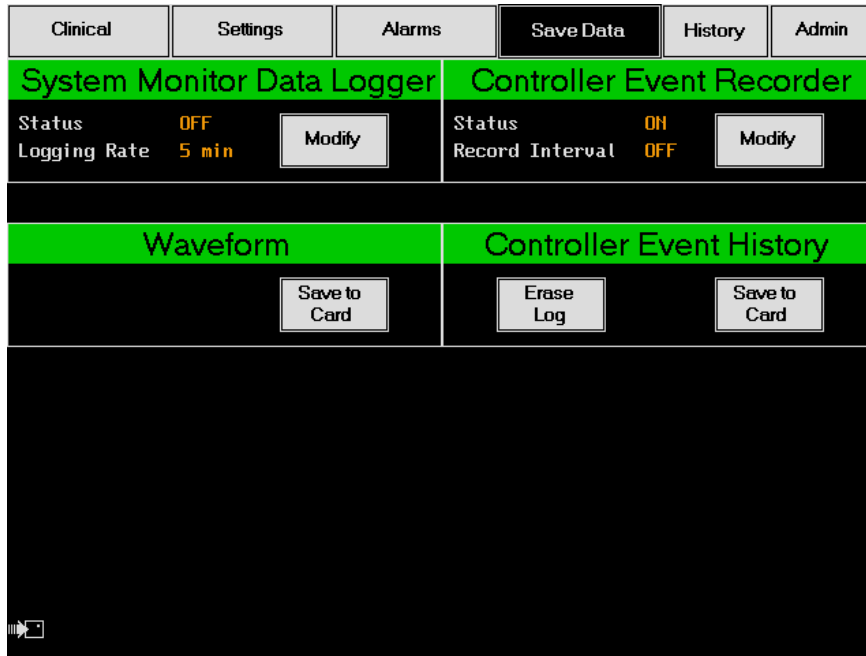 Clinical
Settings
Alarms
Save Data
History
Admin
System Monitor Data Logger
Controller Event Recorder
Status OFF
Logging Rate 5 min
Modify
Status ON
Record Interval OFF
Modify
Waveform
Controller Event History
Save to
Card
Erase
Log
Save to
Card